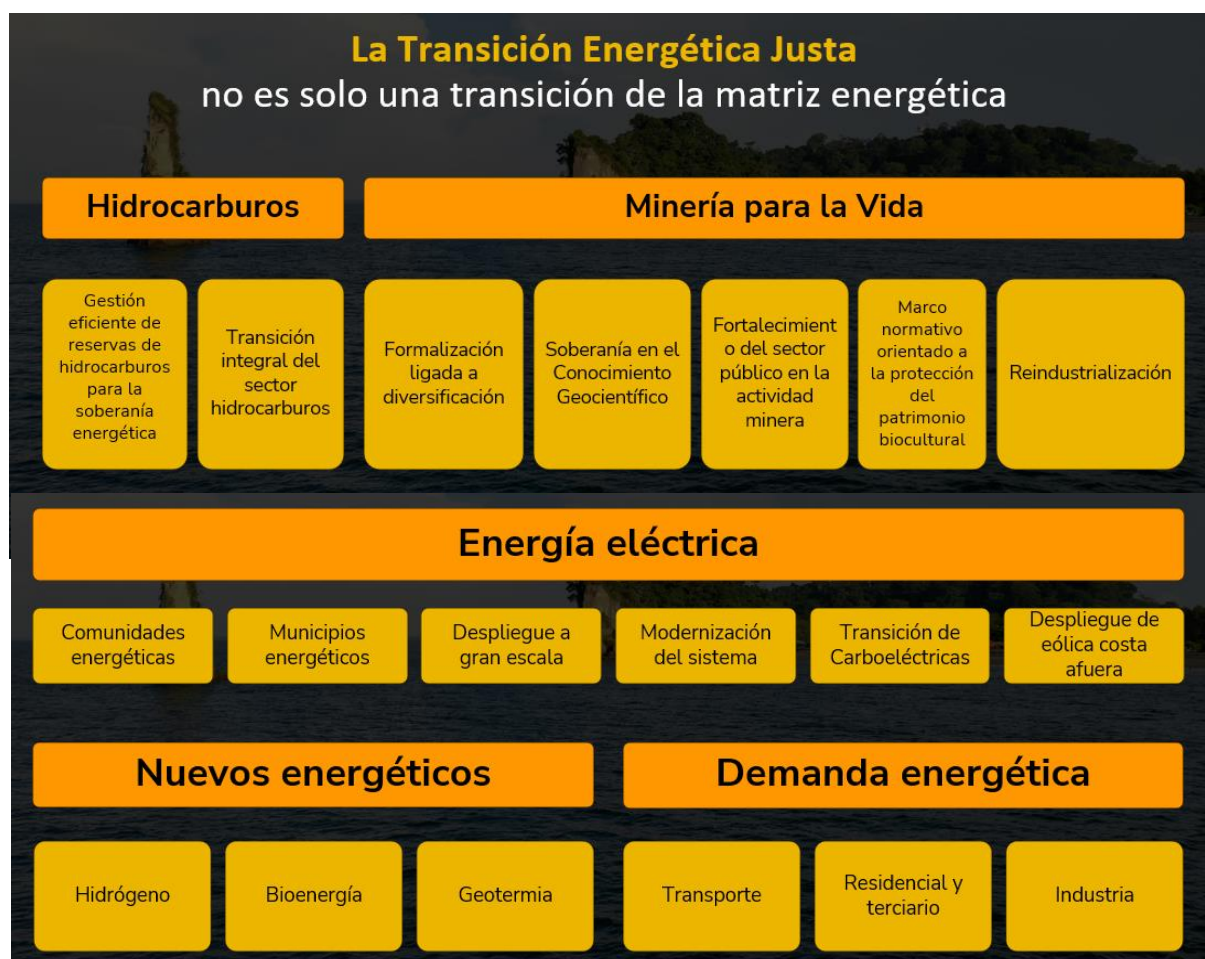 La Transición Energética Justa
no es solo una transición de la matriz energética
Hidrocarburos
Minería para la Vida
Gestión
eficiente de
reservas de
hidrocarburos
para la
soberanía
energética
Transición
integral del
sector
hidrocarburos
Formalización
ligada a
diversificación
Soberanía en el
Conocimiento
Geocientífico
Fortalecimient
o del sector
público en la
actividad
minera
Marco
normativo
orientado a
la protección
del
patrimonio
biocultural
Reindustrialización
Energía eléctrica
Comunidades
energéticas
Municipios
energéticos
Despliegue a
gran escala
Modernización
del sistema
Transición de
Carboeléctricas
Despliegue de
eólica costa
afuera
Nuevos energéticos
Demanda energética
Hidrógeno
Bioenergía
Geotermia
Transporte
Residencial y
terciario
Industria